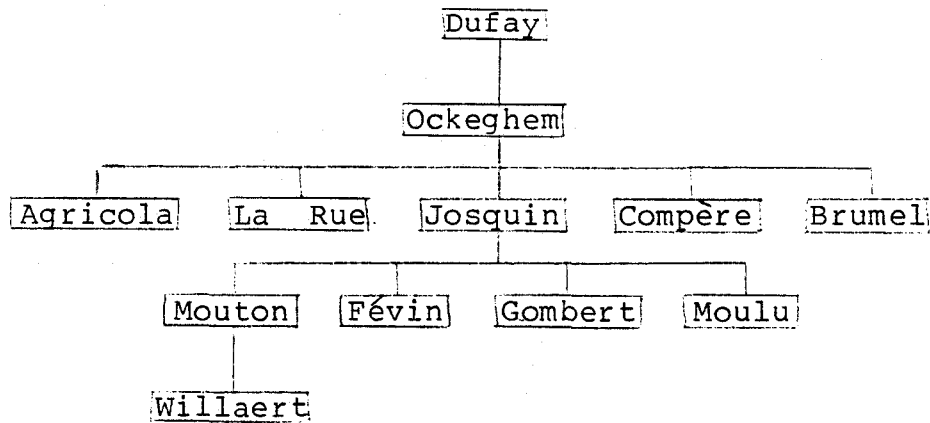 Dufay
Ockeghem
Agricola La Rue Josquin Compère Brumel
Mouton Févin Gombert Moulu
Willaert